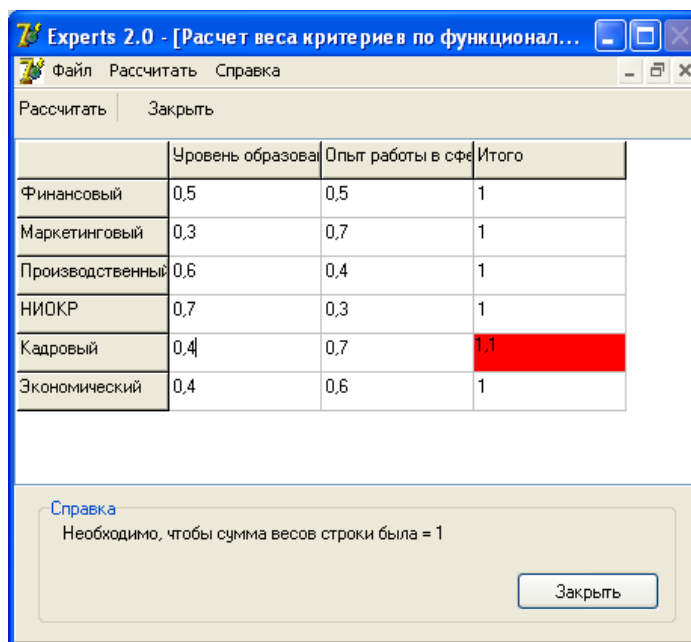 Experts 2.0 - [Расчет веса критериев по функционал...
Файл Рассчитать Справка
Рассчитать Закрыть
Уровень образова Опыт работы в сфе Итого
Финансовый 0,5 0,5 1
Маркетинговый 0,3 0,7 1
Производственный 0,6 0,4 1
НИОКР 0,7 0,3 1
Кадровый 0,4 0,7 1,1
Экономический 0,4 0,6 1
Справка
Необходимо, чтобы сумма весов строки была = 1
Закрыть